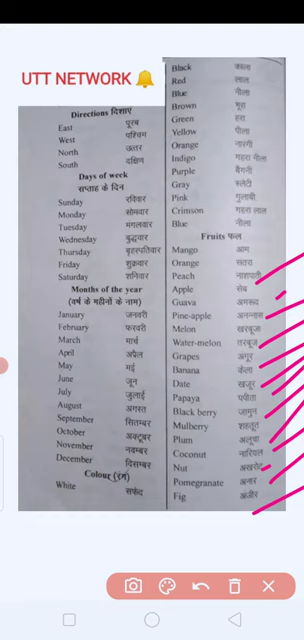 UTT NETWORK 🔔
Directions दिशाएं
East पूरब
West पश्चिम
North उत्तर
South दक्षिण
Days of week
सप्ताह के दिन
Sunday रविवार
Monday सोमवार
Tuesday मंगलवार
Wednesday बुद्धवार
Thursday बृहस्पतिवार
Friday शुक्रवार
Saturday शनिवार
Months of the year
(वर्ष के महीनों के नाम)
January जनवरी
February फरवरी
March मार्च
April अप्रैल
May मई
June जून
July जुलाई
August अगस्त
September सितम्बर
October अक्टूबर
November नवम्बर
December दिसम्बर
Colour (रंग)
White सफेद
Black काला
Red लाल
Blue नीला
Brown भूरा
Green हरा
Yellow पीला
Orange नारंगी
Indigo गहरा नील
Purple बैंगनी
Gray स्लेटी
Pink गुलाबी
Crimson गहरा लाल
Blue नीला
Fruits फल
Mango आम
Orange संतरा
Peach नाशपाती
Apple सेब
Guava अमरूद
Pine-apple अनन्नास
Melon खरबूजा
Water-melon तरबूज
Grapes अंगूर
Banana केला
Date खजूर
Papaya पपीता
Black berry जामुन
Mulberry शहतूत
Plum अलूचा
Coconut नारियल
Nut अखरोट
Pomegranate अनार
Fig अंजीर